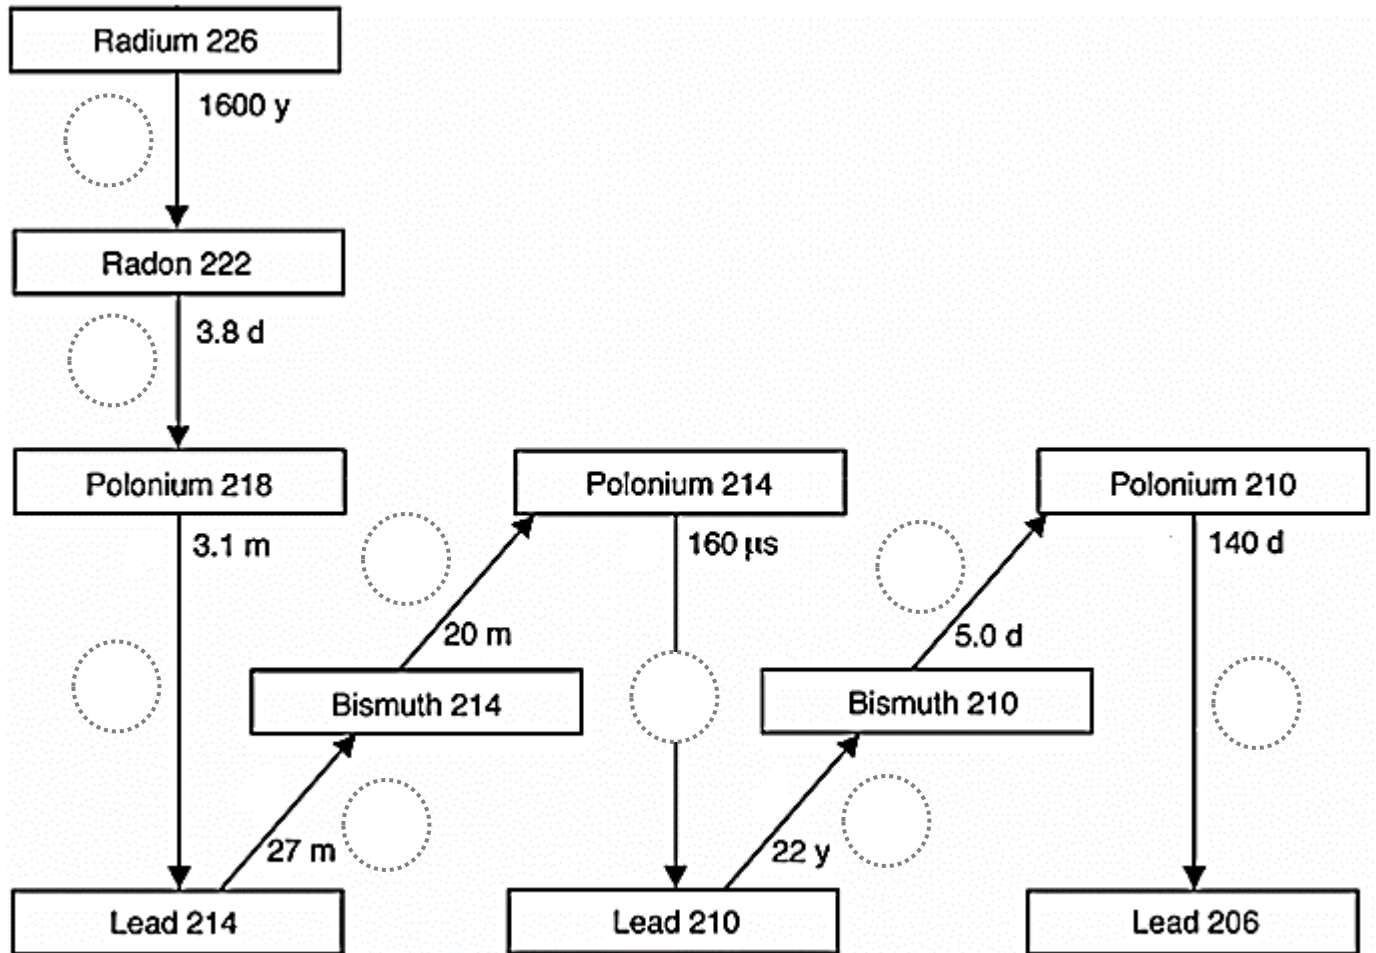 Radium 226
1600 y
Radon 222
3.8 d
Polonium 218
Polonium 214
Polonium 210
3.1 m
160 μs
140 d
20 m
5.0 d
Bismuth 214
Bismuth 210
27 m
22 y
Lead 214
Lead 210
Lead 206